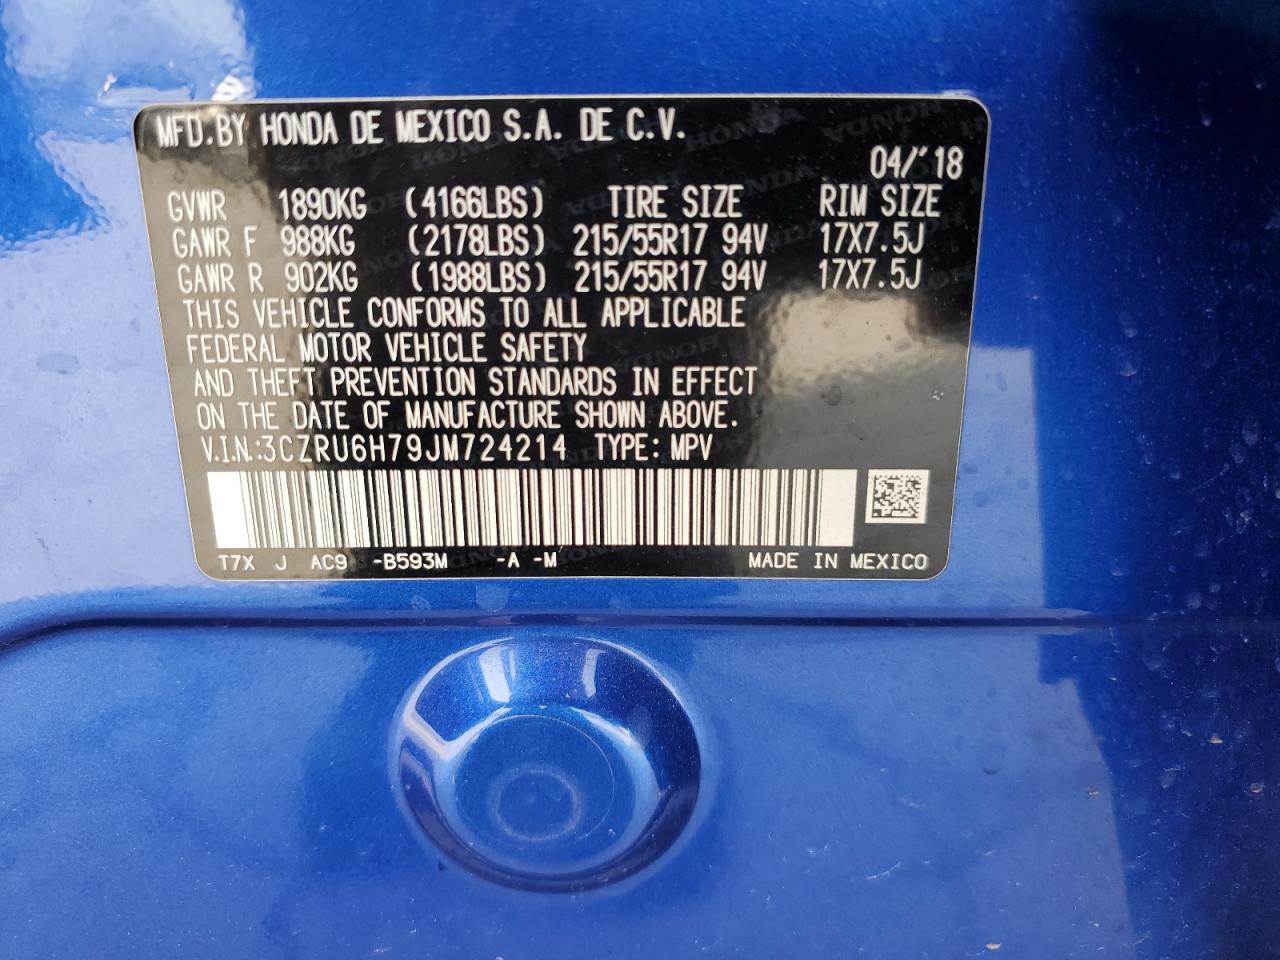 MFD.BY HONDA DE MEXICO S.A. DE C.V.
04/'18
GVWR 1890KG (4166LBS) TIRE SIZE RIM SIZE
GAWR F 988KG (2178LBS) 215/55R17 94V 17X7.5J
GAWR R 902KG (1988LBS) 215/55R17 94V 17X7.5J
THIS VEHICLE CONFORMS TO ALL APPLICABLE
FEDERAL MOTOR VEHICLE SAFETY
AND THEFT PREVENTION STANDARDS IN EFFECT
ON THE DATE OF MANUFACTURE SHOWN ABOVE.
V.I.N.:3CZRU6H79JM724214 TYPE: MPV
T7X J AC9 -B593M -A -M MADE IN MEXICO